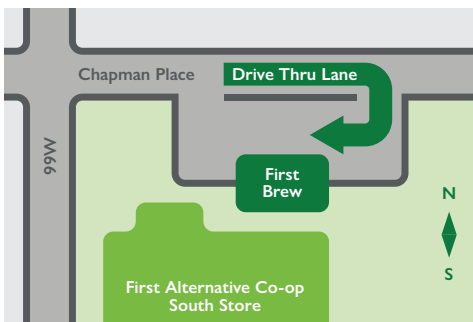 Chapman Place
Drive Thru Lane
99W
First
Brew
N
S
First Alternative Co-op
South Store